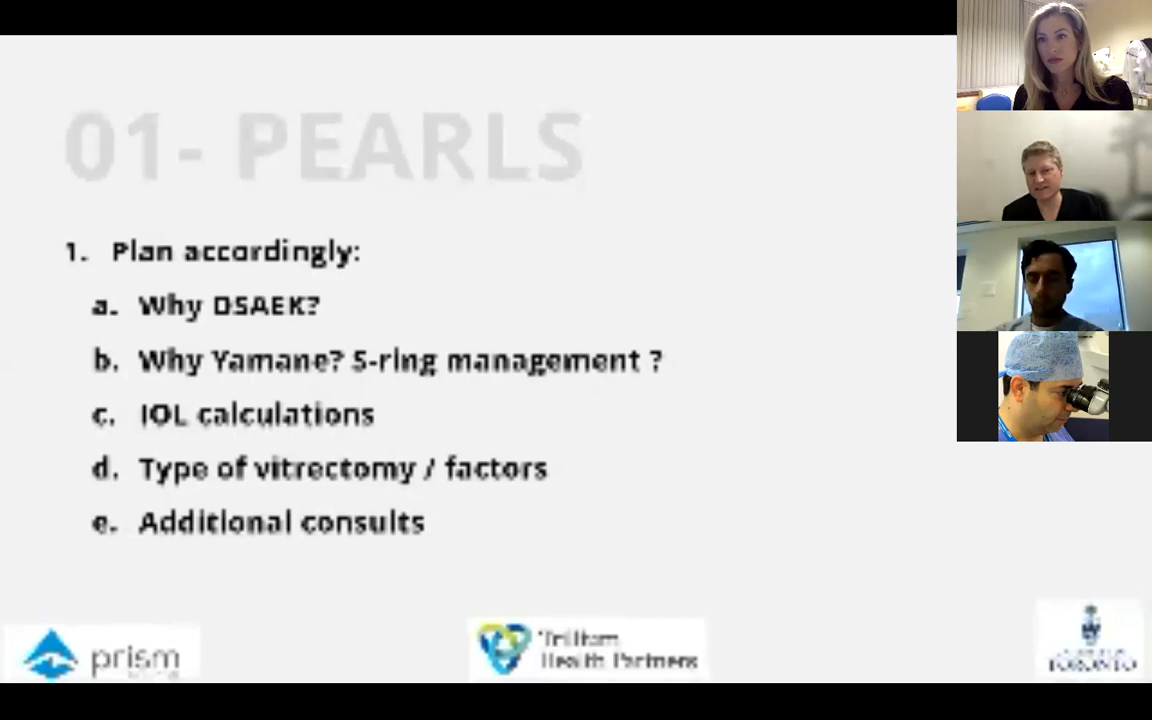 01- PEARLS
1. Plan accordingly:
a. Why DSAEK?
b. Why Yamane? S-ring management ?
c. IOL calculations
d. Type of vitrectomy / factors
e. Additional consults
prism
Trillium
Health Partners
TORONTO